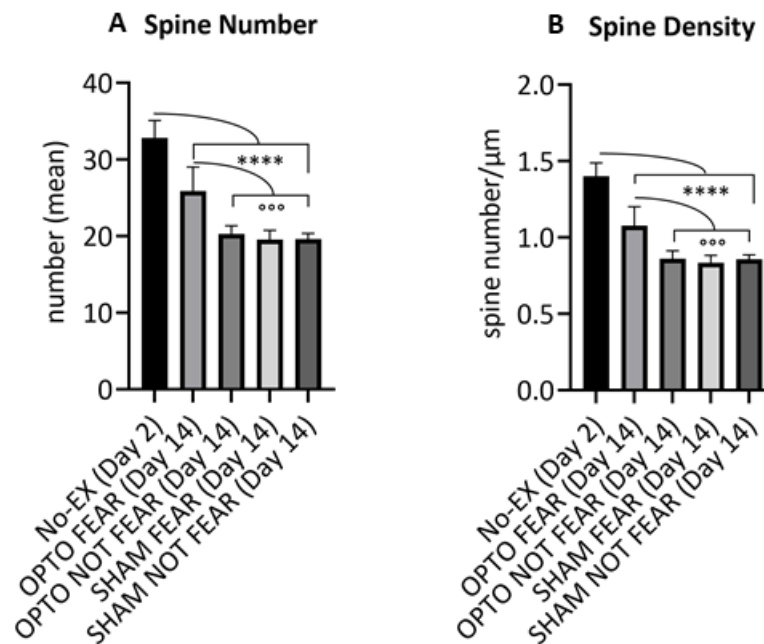 A Spine Number
40
30
20
10
0
number (mean)
****
°°°
No-EX (Day 2)
OPTO FEAR (Day 14)
OPTO NOT FEAR (Day 14)
SHAM FEAR (Day 14)
SHAM NOT FEAR (Day 14)
B Spine Density
2.0
1.5
1.0
0.5
0.0
spine number/μm
****
°°°
No-EX (Day 2)
OPTO FEAR (Day 14)
OPTO NOT FEAR (Day 14)
SHAM FEAR (Day 14)
SHAM NOT FEAR (Day 14)